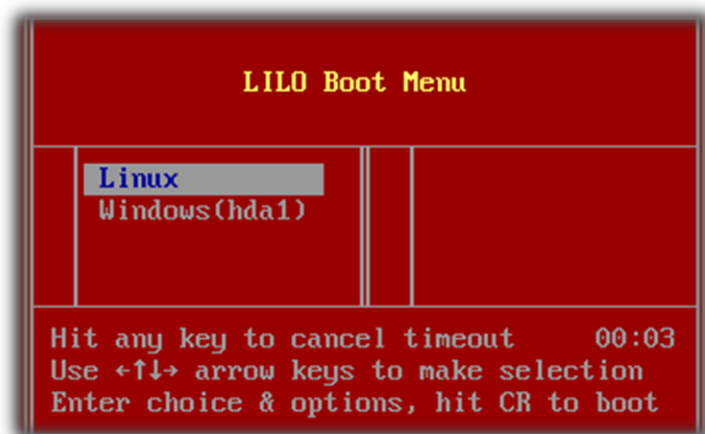 LILO Boot Menu
Linux
Windows(hda1)
Hit any key to cancel timeout 00:03
Use ←↑↓→ arrow keys to make selection
Enter choice & options, hit CR to boot